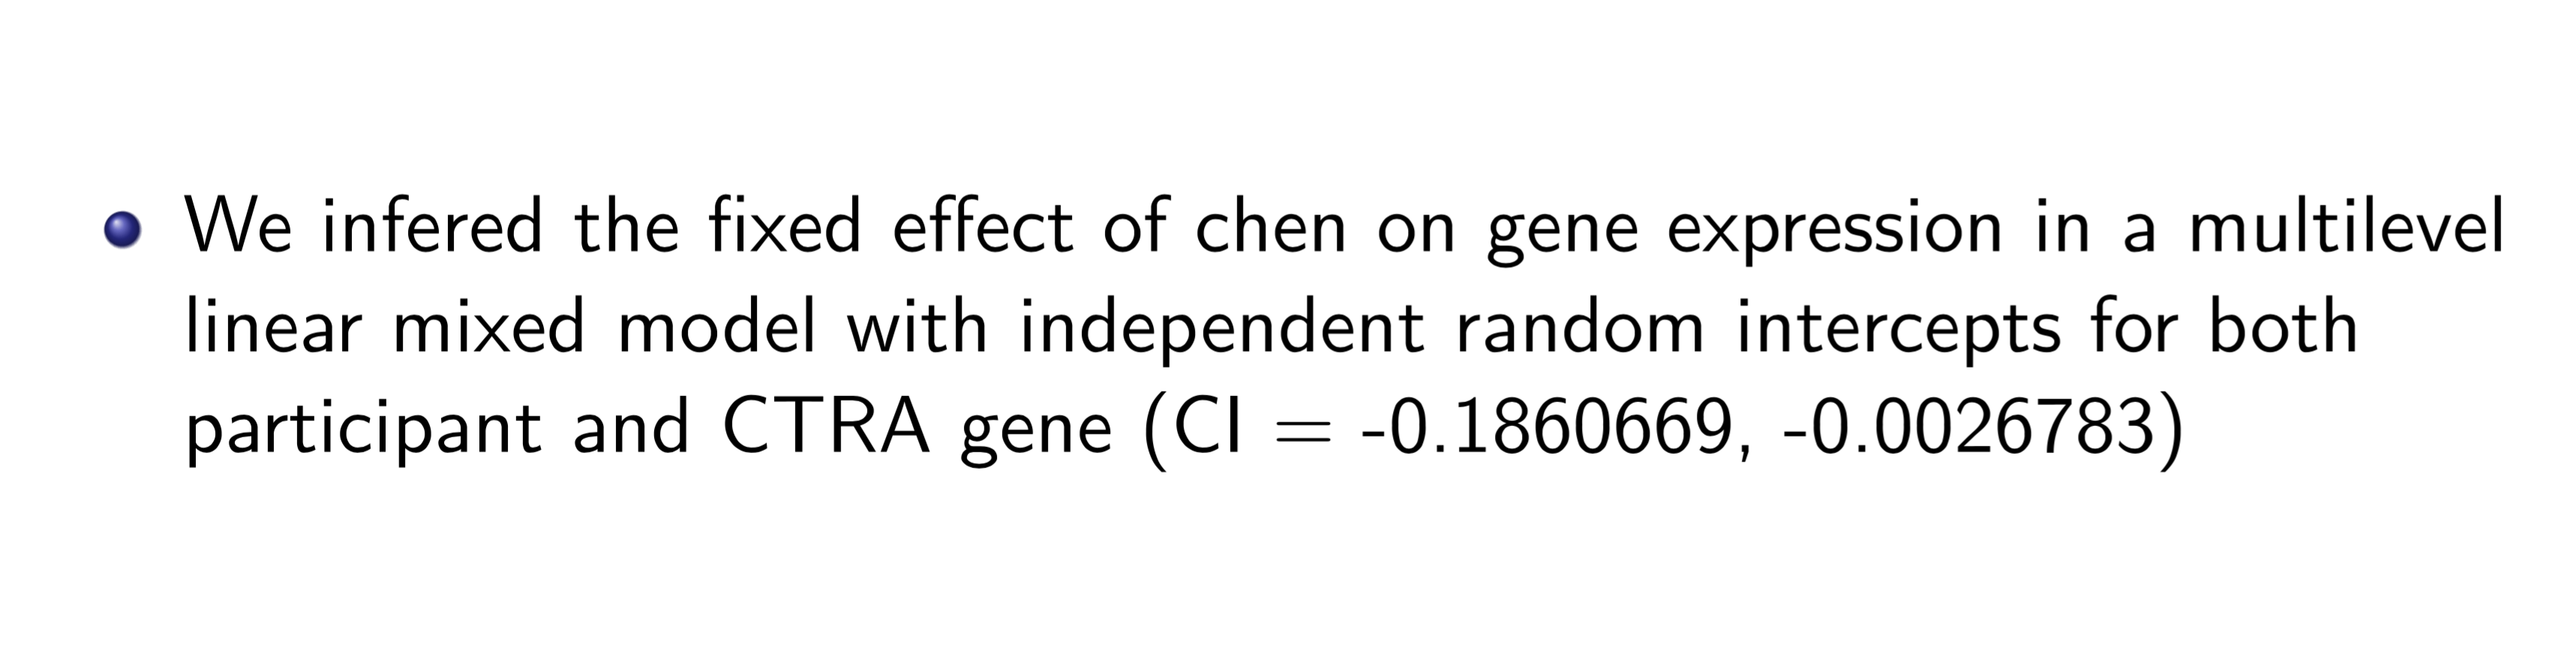 We infered the fixed effect of chen on gene expression in a multilevel
linear mixed model with independent random intercepts for both
participant and CTRA gene (CI = -0.1860669, -0.0026783)